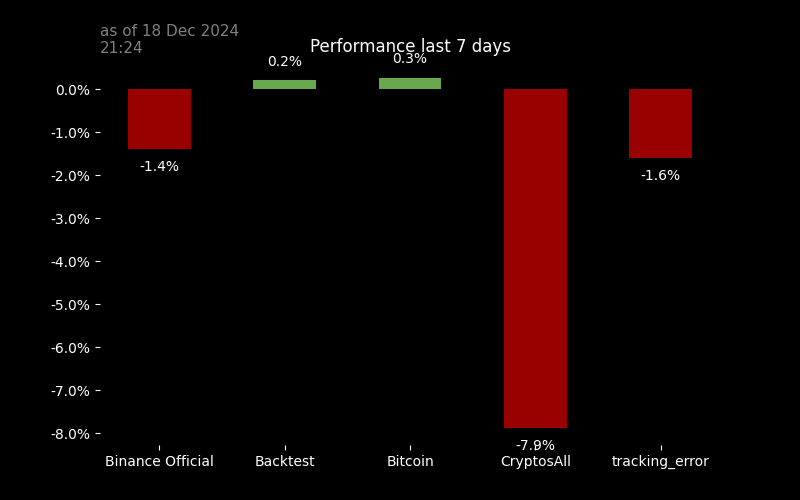 as of 18 Dec 2024
21:24
Performance last 7 days
0.2%
0.3%
0.0%
-1.0%
-1.4%
-2.0%
-1.6%
-3.0%
-4.0%
-5.0%
-6.0%
-7.0%
-8.0%
-7.9%
Binance Official
Backtest
Bitcoin
CryptosAll
tracking_error